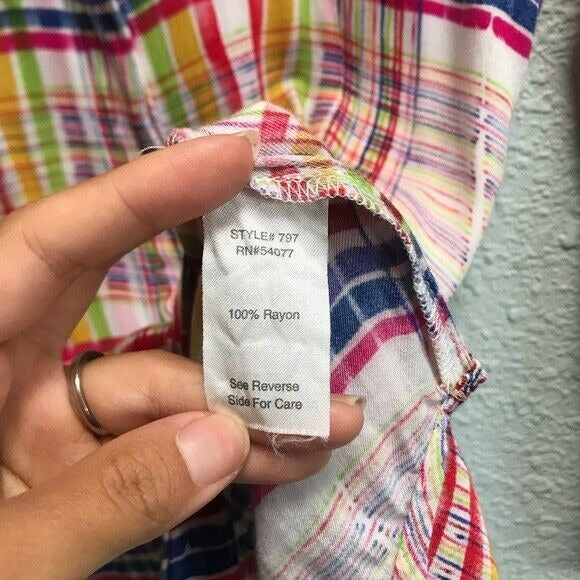 STYLE# 797
RN#54077
100% Rayon
See Reverse
Side For Care